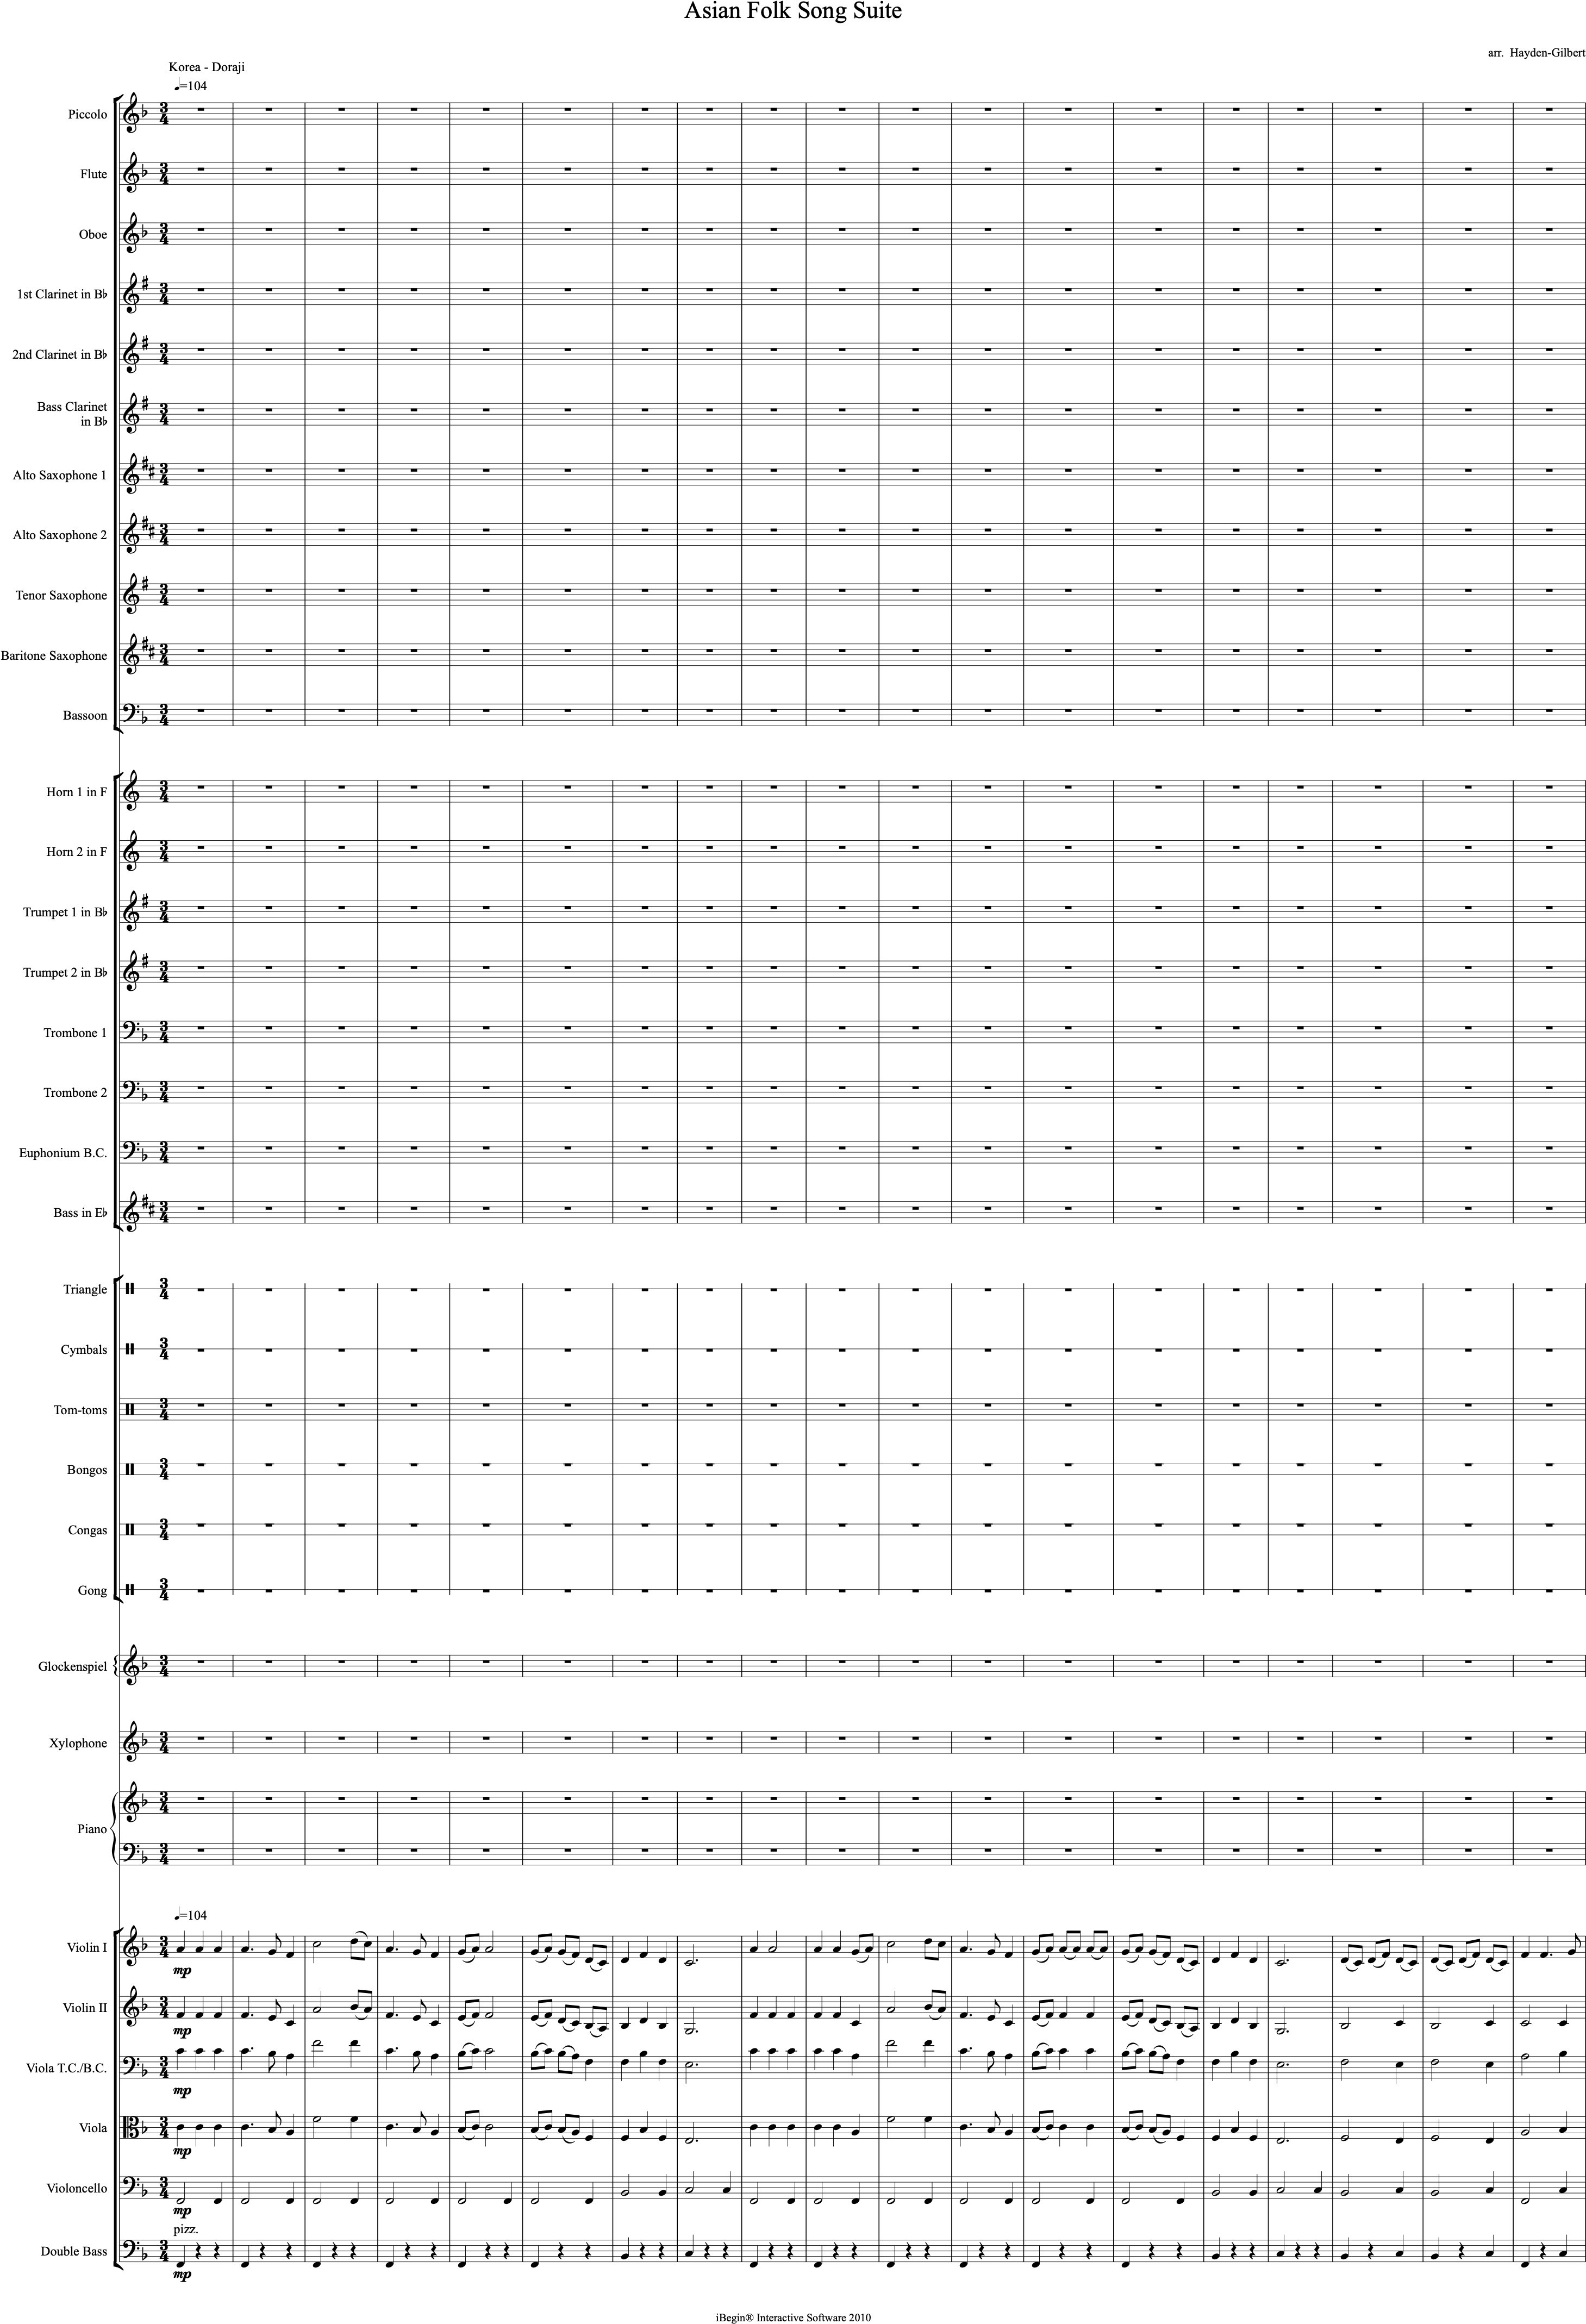 Asian Folk Song Suite
arr. Hayden-Gilbert
Korea - Doraji
♩=104
Piccolo
Flute
Oboe
1st Clarinet in B♭
2nd Clarinet in B♭
Bass Clarinet
in B♭
Alto Saxophone 1
Alto Saxophone 2
Tenor Saxophone
Baritone Saxophone
Bassoon
Horn 1 in F
Horn 2 in F
Trumpet 1 in B♭
Trumpet 2 in B♭
Trombone 1
Trombone 2
Euphonium B.C.
Bass in E♭
Triangle
Cymbals
Tom-toms
Bongos
Congas
Gong
Glockenspiel
Xylophone
Piano
♩=104
Violin I
mp
Violin II
mp
Viola T.C./B.C.
mp
Viola
mp
Violoncello
mp
pizz.
Double Bass
mp
iBegin® Interactive Software 2010